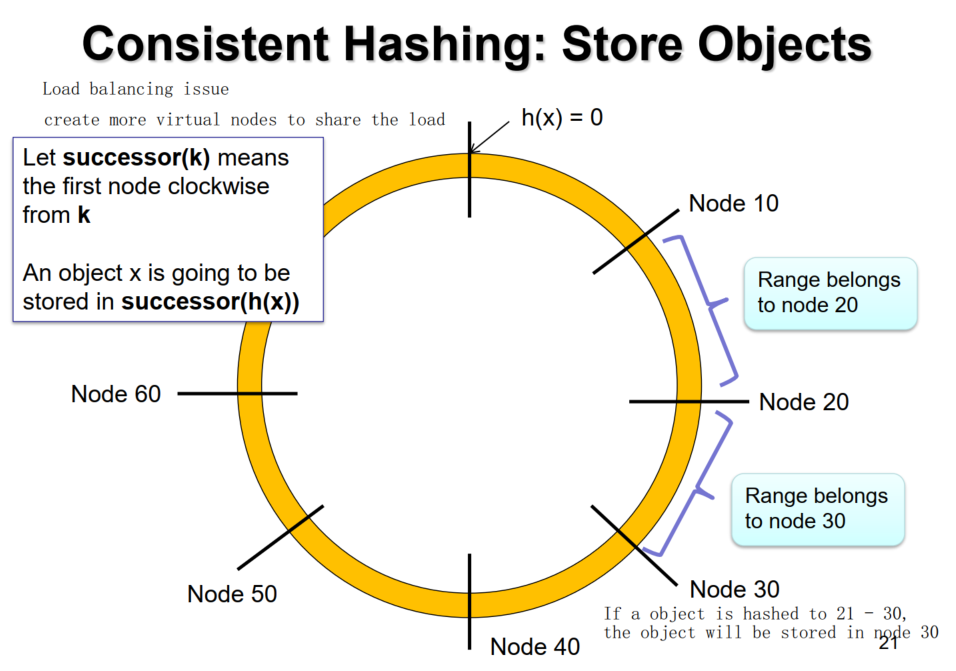 Consistent Hashing: Store Objects
Load balancing issue
create more virtual nodes to share the load
h(x) = 0
Let successor(k) means
the first node clockwise
from k
An object x is going to be
stored in successor(h(x))
Node 10
Range belongs
to node 20
Node 60
Node 20
Range belongs
to node 30
Node 50
Node 30
If a object is hashed to 21 - 30,
the object will be stored in node 30
21
Node 40